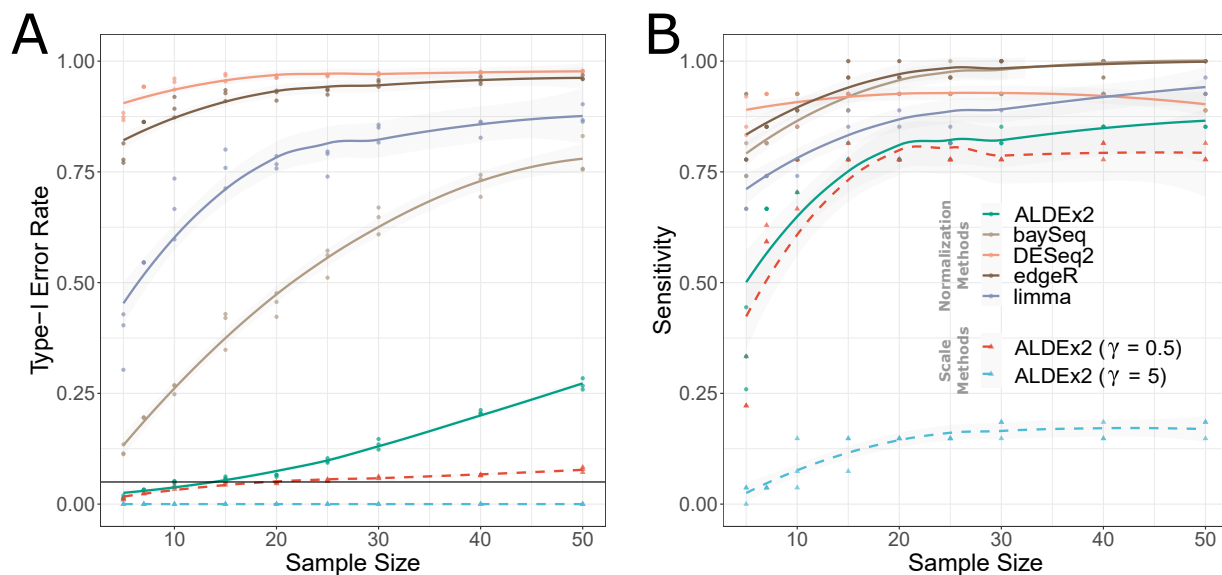 A
B
1.00
0.75
0.50
0.25
0.00
Type−I Error Rate
10
20
30
40
50
Sample Size
1.00
0.75
0.50
0.25
0.00
Sensitivity
10
20
30
40
50
Sample Size
Normalization
Methods
ALDEx2
baySeq
DESeq2
edgeR
limma
Scale
Methods
ALDEx2 (γ = 0.5)
ALDEx2 (γ = 5)